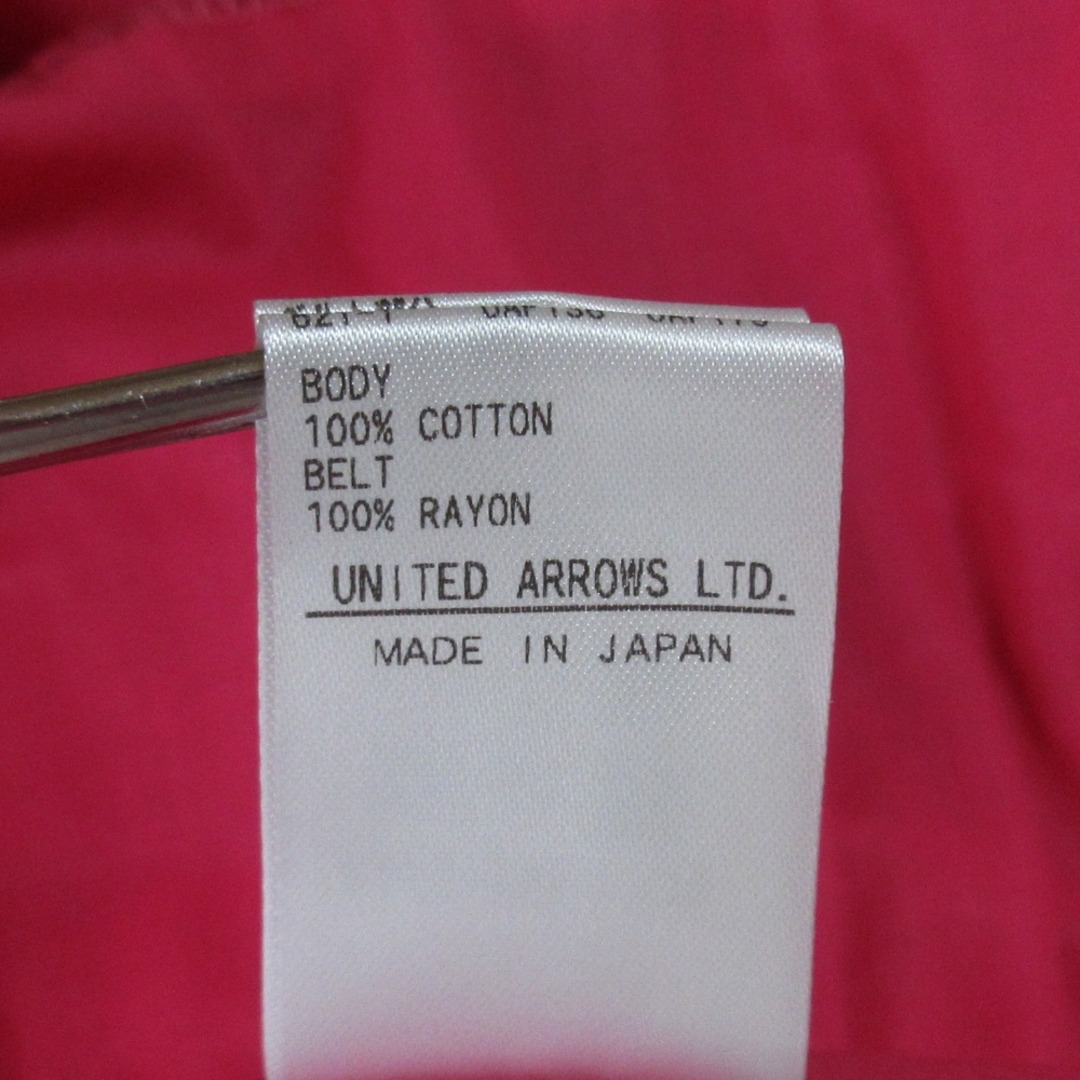 BODY
100% COTTON
BELT
100% RAYON
UNITED ARROWS LTD.
MADE IN JAPAN